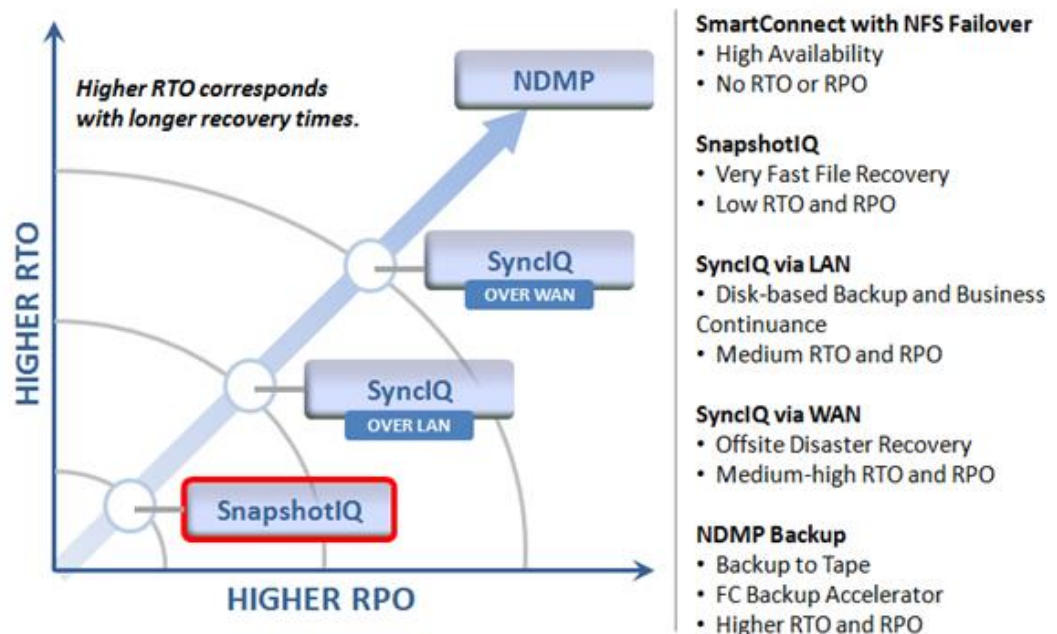 Higher RTO corresponds
with longer recovery times.
NDMP
SyncIQ
OVER WAN
SyncIQ
OVER LAN
SnapshotIQ
HIGHER RTO
HIGHER RPO
SmartConnect with NFS Failover
• High Availability
• No RTO or RPO
SnapshotIQ
• Very Fast File Recovery
• Low RTO and RPO
SyncIQ via LAN
• Disk-based Backup and Business
Continuance
• Medium RTO and RPO
SyncIQ via WAN
• Offsite Disaster Recovery
• Medium-high RTO and RPO
NDMP Backup
• Backup to Tape
• FC Backup Accelerator
• Higher RTO and RPO